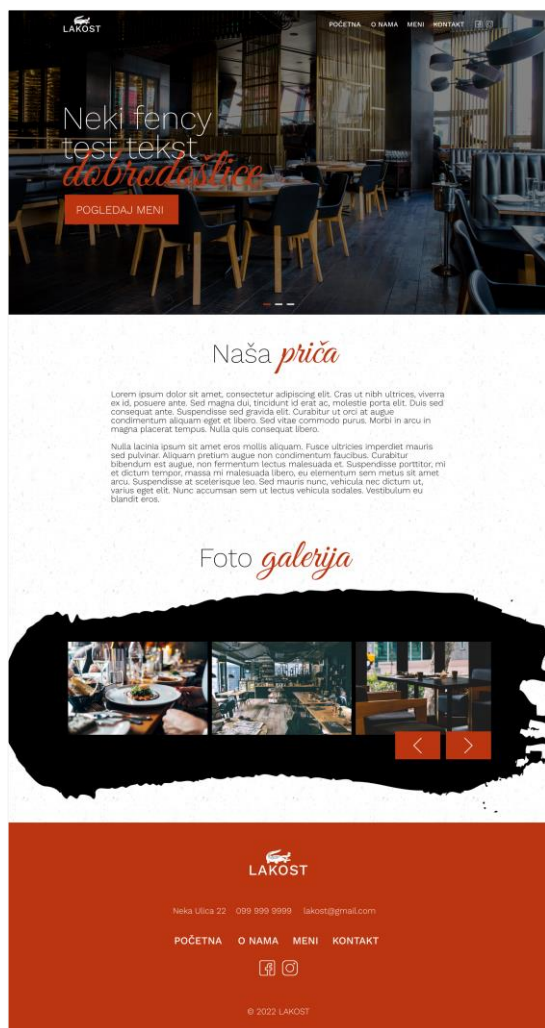 LAKOST
POČETNA O NAMA MENI KONTAKT
Neki fency
test tekst
dobrodošlice
POGLEDAJ MENI
Naša priča
Lorem ipsum dolor sit amet, consectetur adipiscing elit. Cras ut nibh ultrices, viverra
ex id, posuere ante. Sed magna dui, tincidunt id erat ac, molestie porta elit. Duis sed
consequat ante. Suspendisse sed gravida elit. Curabitur ut orci at augue
condimentum aliquam eget et libero. Sed vitae commodo purus. Morbi in arcu in
magna placerat tempus. Nulla quis consequat libero.
Nulla lacinia ipsum sit amet eros mollis aliquam. Fusce ultricies imperdiet mauris
sed pulvinar. Aliquam pretium augue non condimentum faucibus. Curabitur
bibendum est augue, non fermentum lectus malesuada et. Suspendisse porttitor, mi
et dictum tempor, massa mi malesuada libero, eu elementum sem metus sit amet
arcu. Suspendisse at scelerisque leo. Sed mauris nunc, vehicula nec dictum ut,
varius eget elit. Nunc accumsan sem ut lectus vehicula sodales. Vestibulum eu
blandit eros.
Foto galerija
LAKOST
Neka Ulica 22 099 999 9999 lakost@gmail.com
POČETNA O NAMA MENI KONTAKT
© 2022 LAKOST